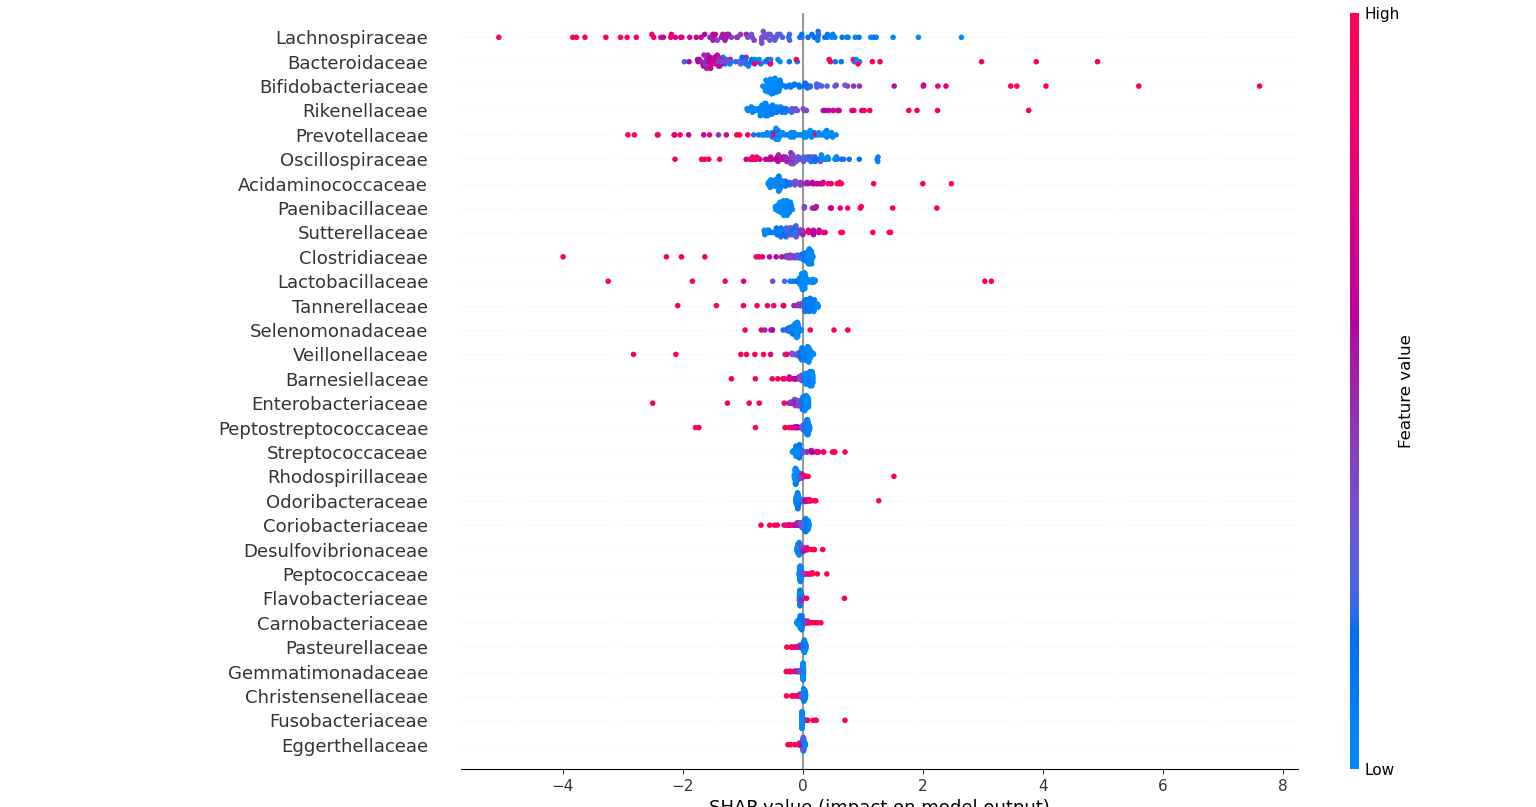 Lachnospiraceae
Bacteroidaceae
Bifidobacteriaceae
Rikenellaceae
Prevotellaceae
Oscillospiraceae
Acidaminococcaceae
Paenibacillaceae
Sutterellaceae
Clostridiaceae
Lactobacillaceae
Tannerellaceae
Selenomonadaceae
Veillonellaceae
Barnesiellaceae
Enterobacteriaceae
Peptostreptococcaceae
Streptococcaceae
Rhodospirillaceae
Odoribacteraceae
Coriobacteriaceae
Desulfovibrionaceae
Peptococcaceae
Flavobacteriaceae
Carnobacteriaceae
Pasteurellaceae
Gemmatimonadaceae
Christensenellaceae
Fusobacteriaceae
Eggerthellaceae
−4 −2 0 2 4 6 8
SHAP value (impact on model output)
High
Feature value
Low